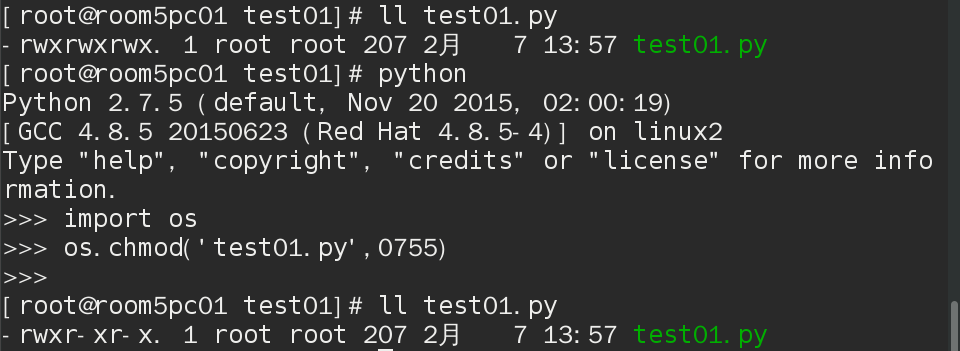 [root@room5pc01 test01]# ll test01.py
-rwxrwxrwx. 1 root root 207 2月   7 13:57 test01.py
[root@room5pc01 test01]# python
Python 2.7.5 (default, Nov 20 2015, 02:00:19)
[GCC 4.8.5 20150623 (Red Hat 4.8.5-4)] on linux2
Type "help", "copyright", "credits" or "license" for more info
rmation.
>>> import os
>>> os.chmod('test01.py',0755)
>>>
[root@room5pc01 test01]# ll test01.py
-rwxr-xr-x. 1 root root 207 2月   7 13:57 test01.py